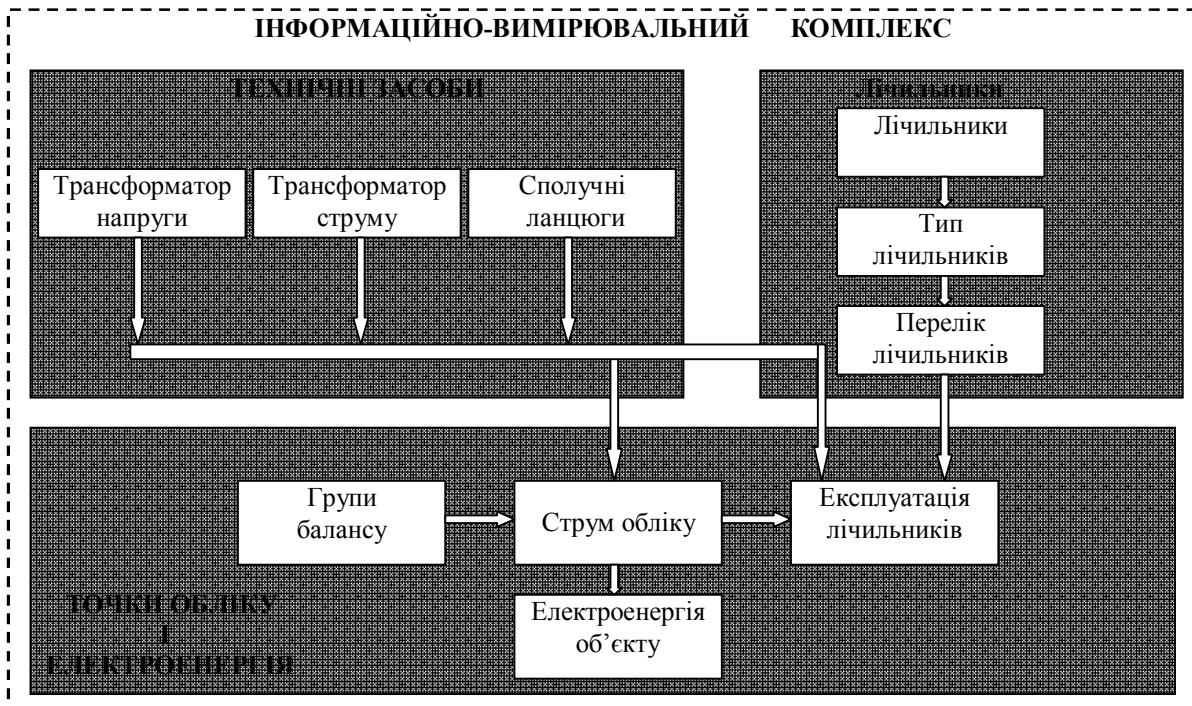 ІНФОРМАЦІЙНО-ВИМІРЮВАЛЬНИЙ КОМПЛЕКС
ТЕХНІЧНІ ЗАСОБИ
Лічильники
Лічильники
Трансформатор
напруги
Трансформатор
струму
Сполучні
ланцюги
Тип
лічильників
Перелік
лічильників
Групи
балансу
Струм обліку
Експлуатація
лічильників
Електроенергія
об’єкту
ТОЧКИ ОБЛІКУ
І
ЕЛЕКТРОЕНЕРГІЯ